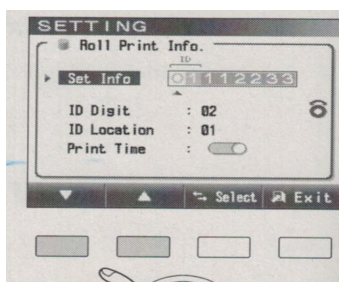 SETTING
Roll Print Info.
ID
Set Info 01112233
ID Digit : 02
ID Location : 01
Print Time :
Select Exit